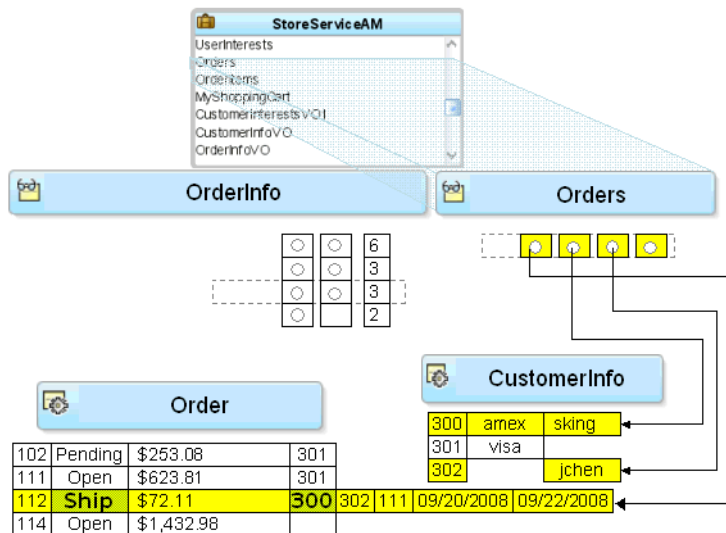 StoreServiceAM
UserInterests
Orders
OrderItems
MyShoppingCart
CustomerInterestsVO1
CustomerInfoVO
OrderInfoVO
OrderInfo
Orders
6
3
3
2
CustomerInfo
300 amex sking
301 visa
302 jchen
Order
102 Pending $253.08 301
111 Open $623.81 301
112 Ship $72.11 300 302 111 09/20/2008 09/22/2008
114 Open $1,432.98